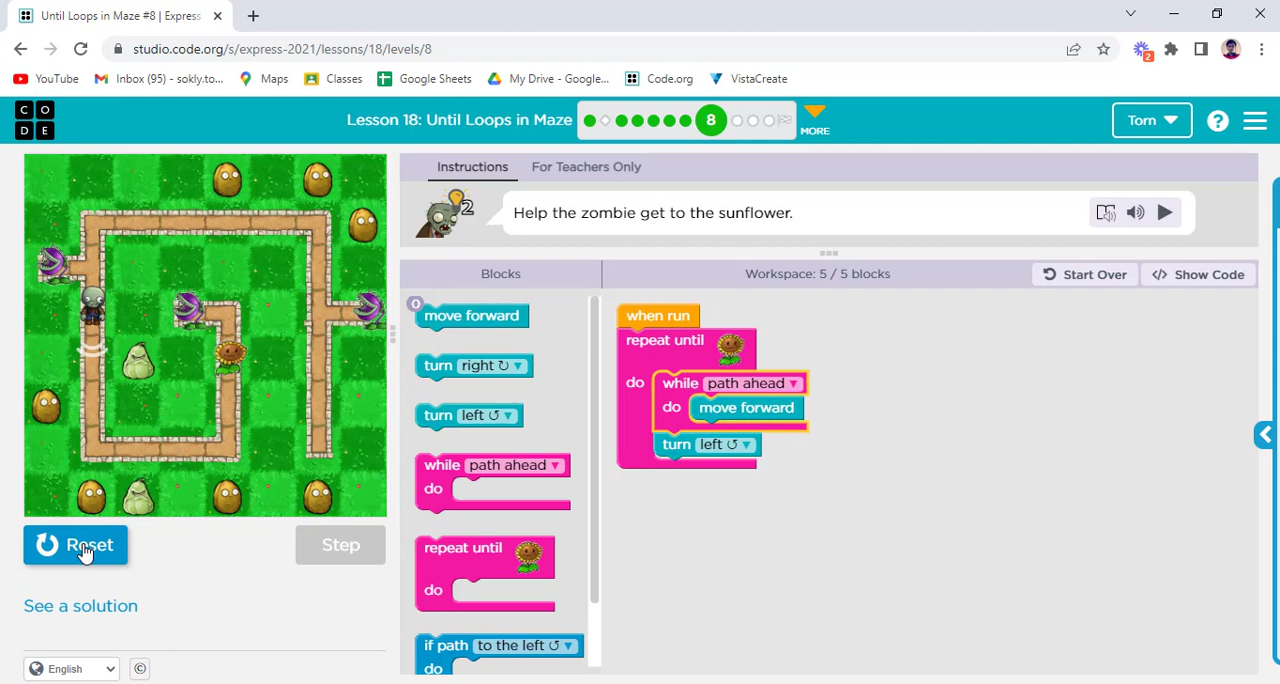 Until Loops in Maze #8 | Express
studio.code.org/s/express-2021/lessons/18/levels/8
2
YouTube
Inbox (95) - sokly.to...
Maps
Classes
Google Sheets
My Drive - Google...
Code.org
VistaCreate
C O
D E
Lesson 18: Until Loops in Maze
8
MORE
Torn
?
Instructions
For Teachers Only
2
Help the zombie get to the sunflower.
Blocks
Workspace: 5 / 5 blocks
Start Over
</> Show Code
0
move forward
turn right ↻
turn left ↺
while path ahead
do
repeat until
do
if path to the left ↺
do
when run
repeat until
do
while path ahead
do
move forward
turn left ↺
Reset
Step
See a solution
English
©